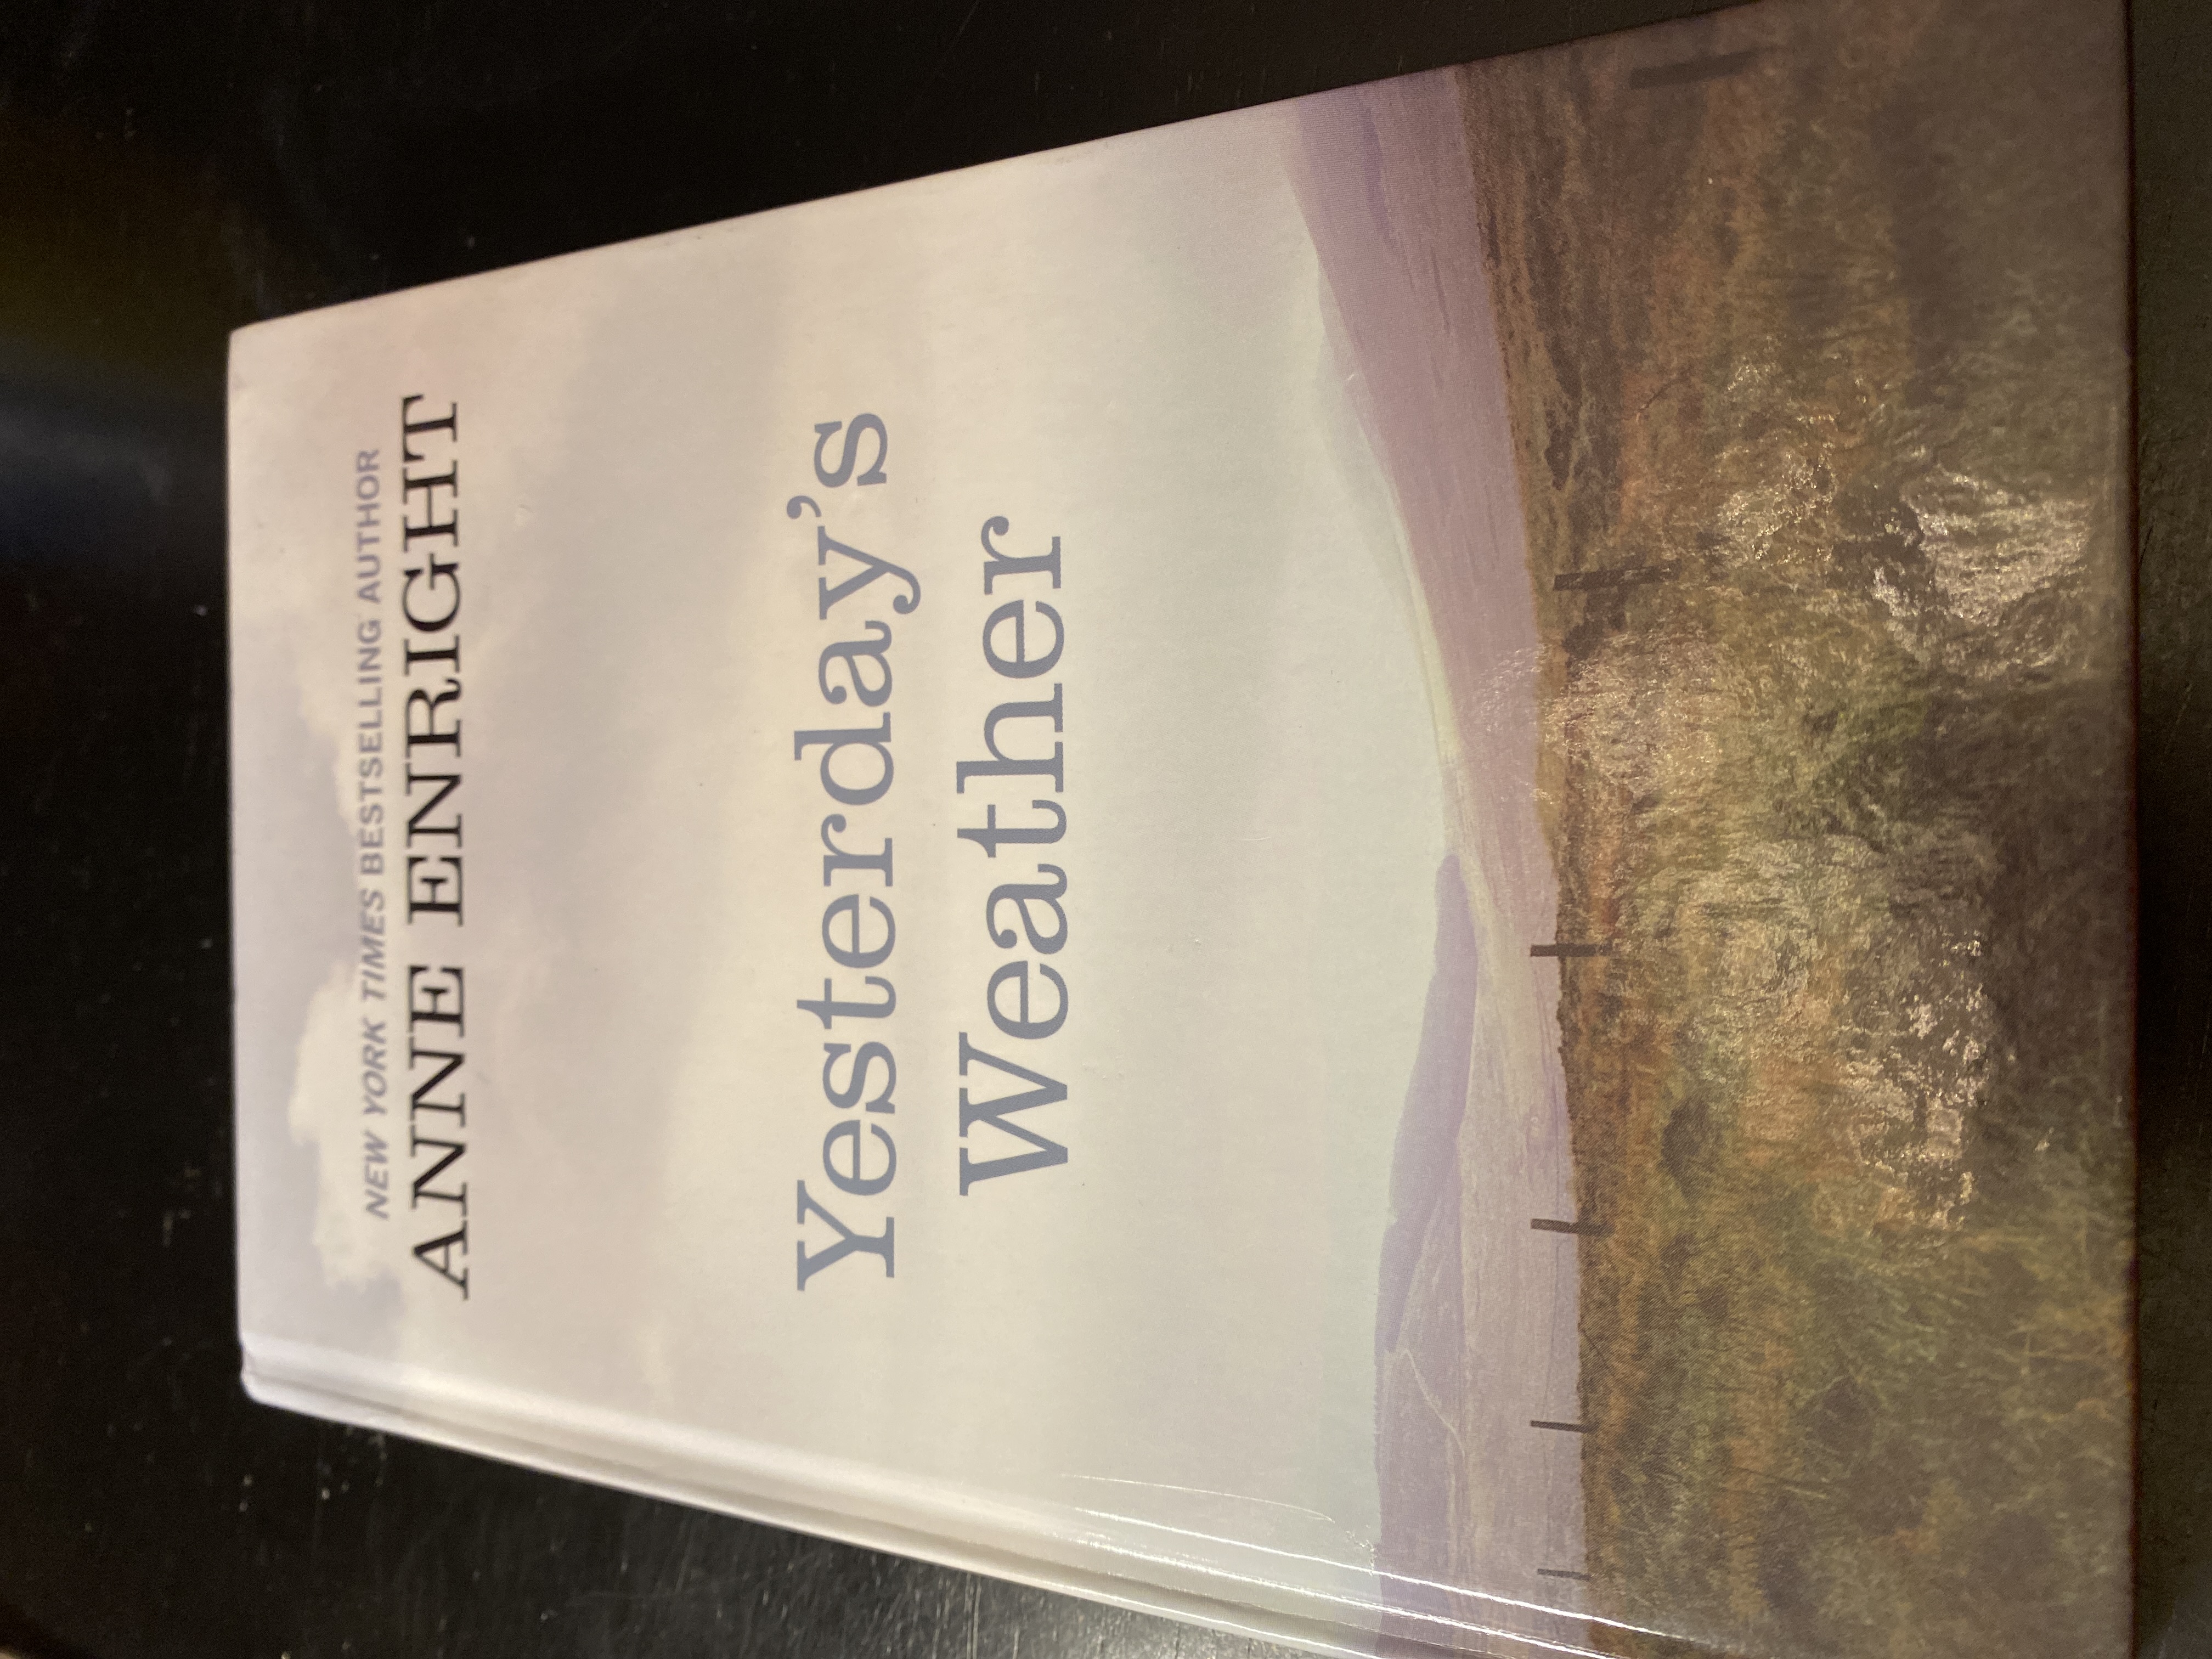 NEW YORK TIMES BESTSELLING AUTHOR
ANNE ENRIGHT
Yesterday's
Weather